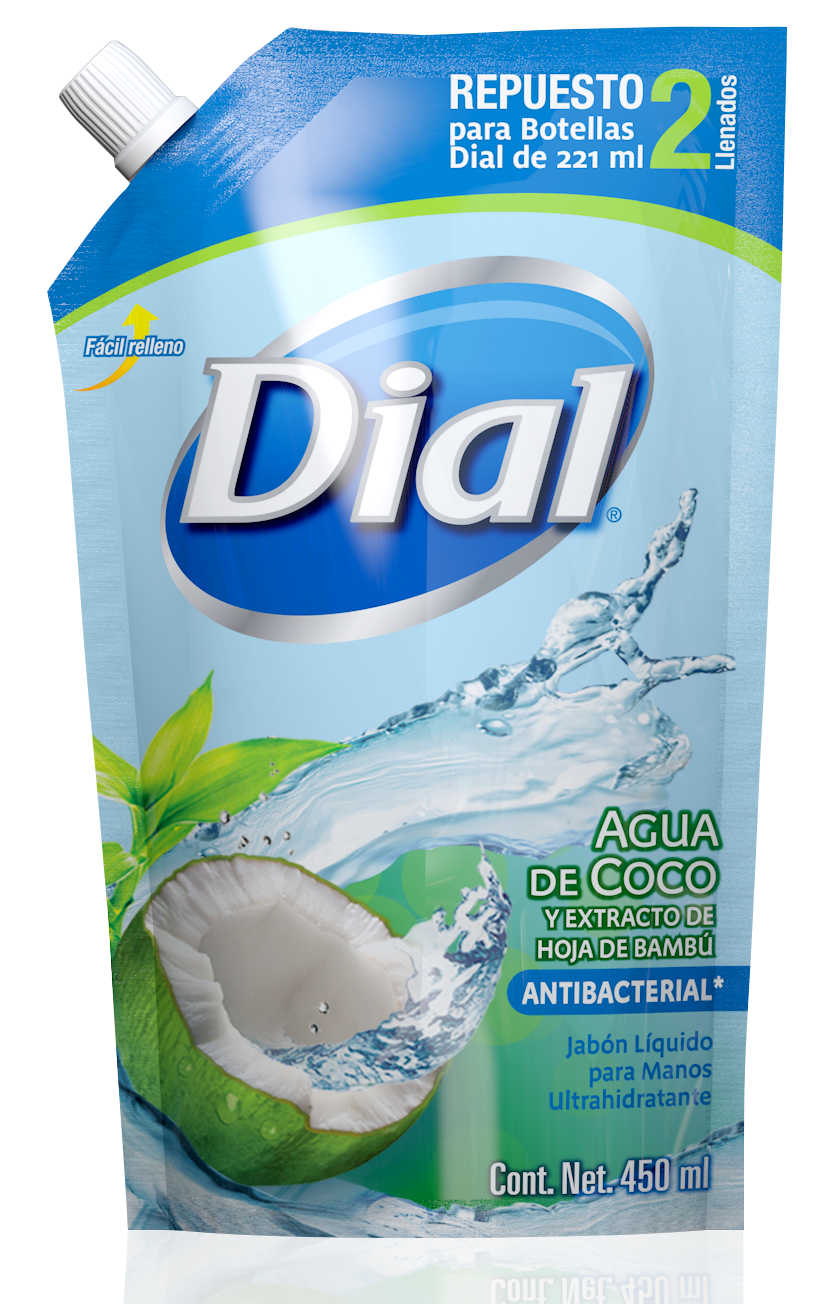 REPUESTO
para Botellas
Dial de 221 ml
2
Llenados
Fácil relleno
Dial®
AGUA
DE COCO
Y EXTRACTO DE
HOJA DE BAMBÚ
ANTIBACTERIAL*
Jabón Líquido
para Manos
Ultrahidratante
Cont. Net. 450 ml